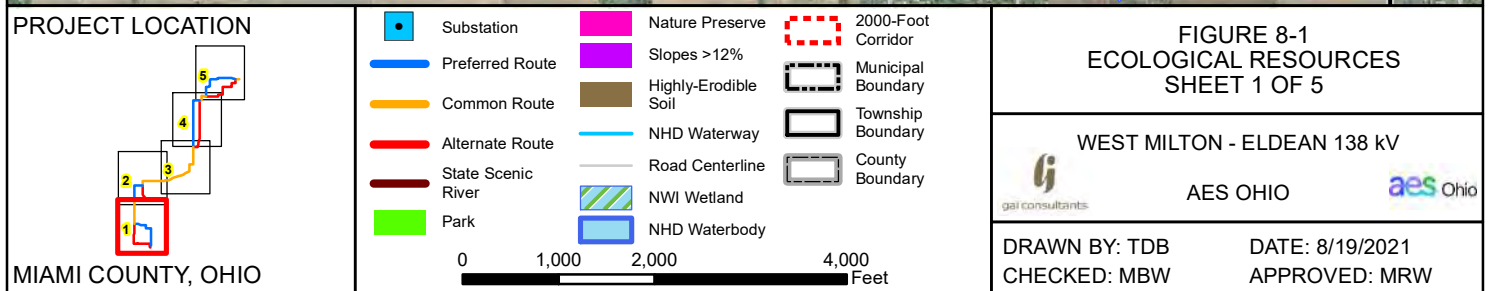 PROJECT LOCATION
5
4
3
2
1
MIAMI COUNTY, OHIO
Substation
Preferred Route
Common Route
Alternate Route
State Scenic
River
Park
Nature Preserve
Slopes >12%
Highly-Erodible
Soil
NHD Waterway
Road Centerline
NWI Wetland
NHD Waterbody
2000-Foot
Corridor
Municipal
Boundary
Township
Boundary
County
Boundary
0 1,000 2,000 4,000
Feet
FIGURE 8-1
ECOLOGICAL RESOURCES
SHEET 1 OF 5
WEST MILTON - ELDEAN 138 kV
gai consultants
AES OHIO
aes Ohio
DRAWN BY: TDB DATE: 8/19/2021
CHECKED: MBW APPROVED: MRW